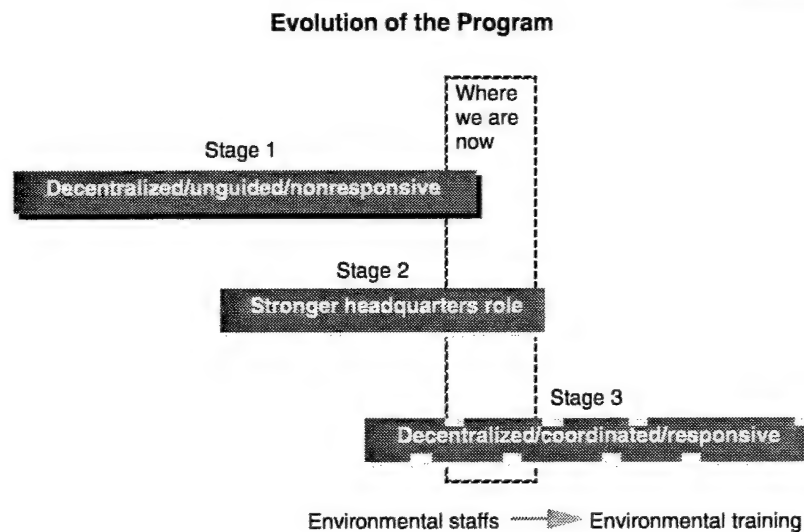 Evolution of the Program
Where
we are
now
Stage 1
Decentralized/unguided/nonresponsive
Stage 2
Stronger headquarters role
Stage 3
Decentralized/coordinated/responsive
Environmental staffs Environmental training